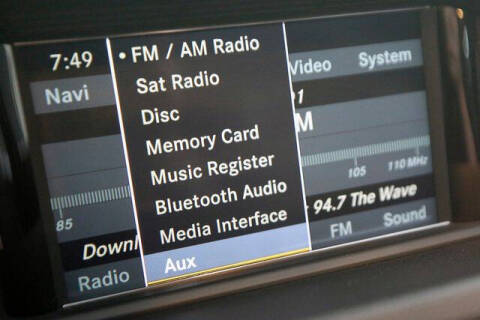 7:49
Navi
• FM / AM Radio
Sat Radio
Disc
Memory Card
Music Register
Bluetooth Audio
Media Interface
Aux
Video System
M
85 105 110 MHz
94.7 The Wave
Radio FM Sound